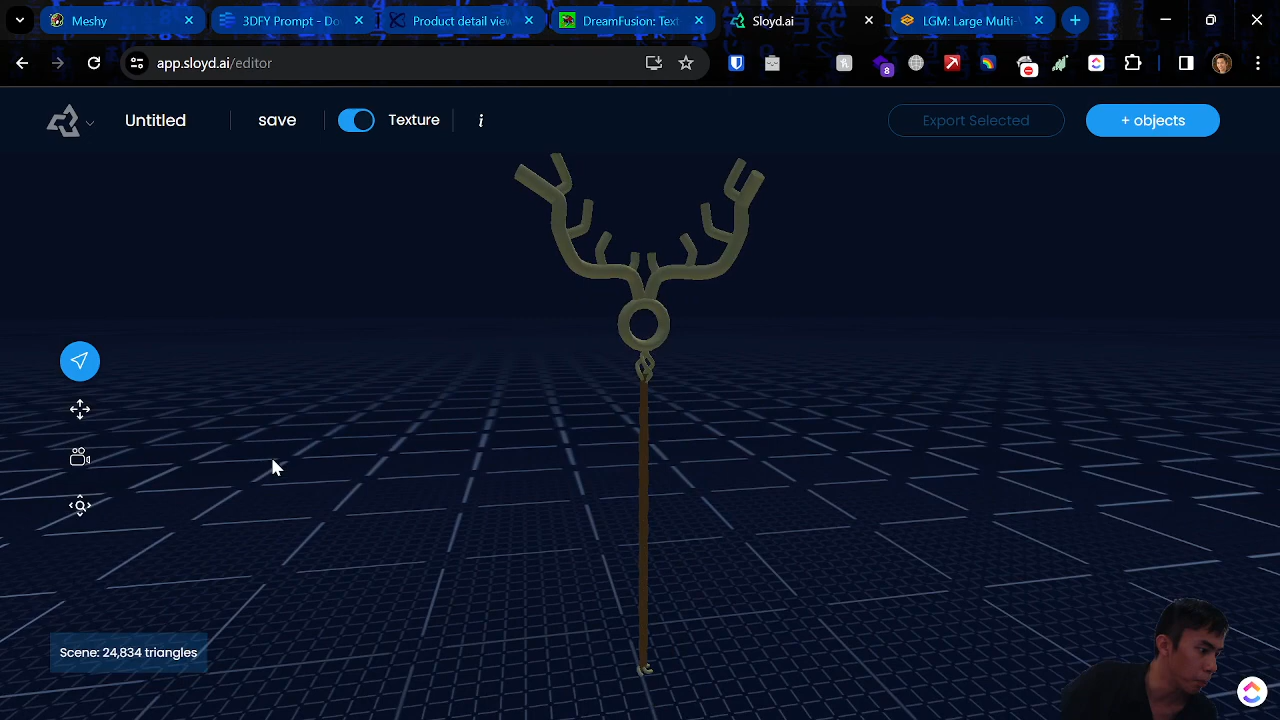 Meshy
3DFY Prompt - Do
Product detail view
DreamFusion: Text
Sloyd.ai
LGM: Large Multi-
app.sloyd.ai/editor
8
Untitled
save
Texture
i
Export Selected
+ objects
Scene: 24,834 triangles